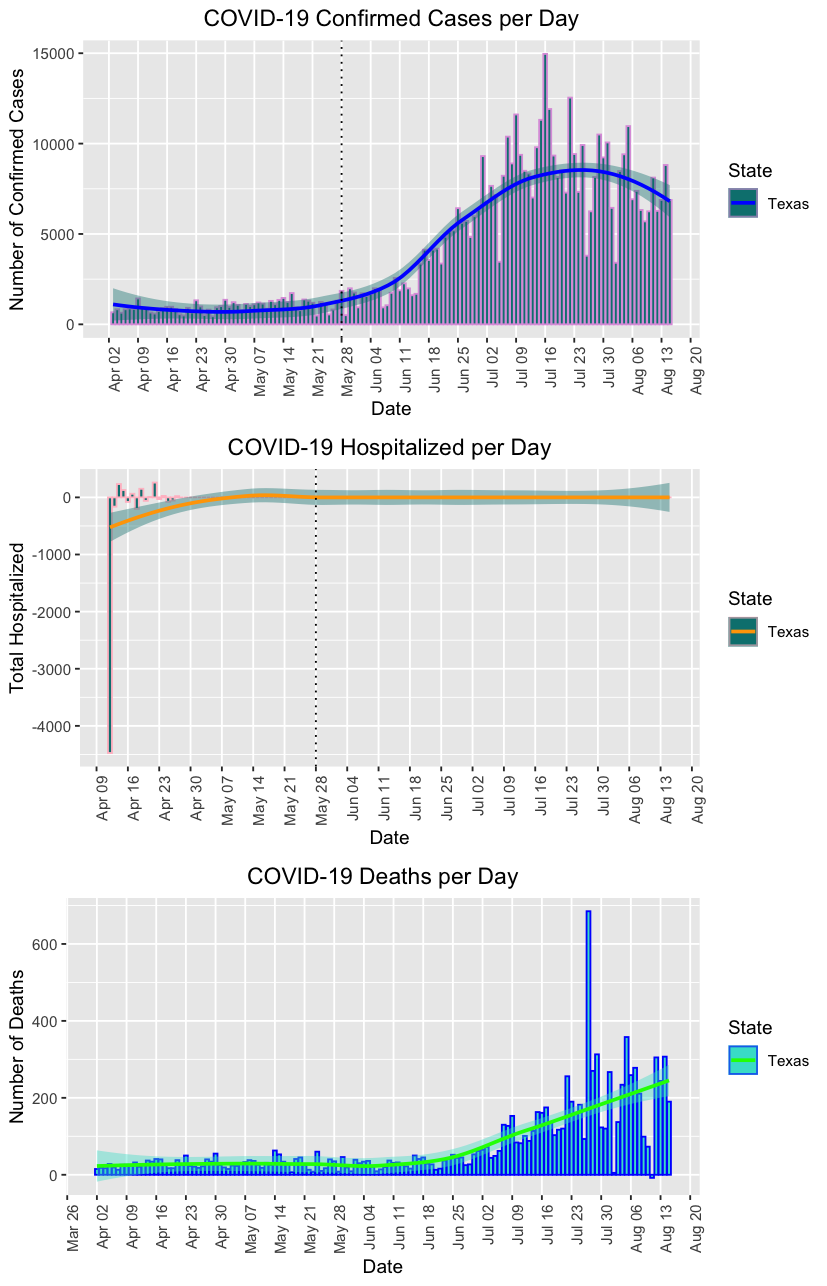 COVID-19 Confirmed Cases per Day
15000
10000
5000
0
Number of Confirmed Cases
Apr 02
Apr 09
Apr 16
Apr 23
Apr 30
May 07
May 14
May 21
May 28
Jun 04
Jun 11
Jun 18
Jun 25
Jul 02
Jul 09
Jul 16
Jul 23
Jul 30
Aug 06
Aug 13
Aug 20
Date
State
Texas
COVID-19 Hospitalized per Day
0
-1000
-2000
-3000
-4000
Total Hospitalized
Apr 09
Apr 16
Apr 23
Apr 30
May 07
May 14
May 21
May 28
Jun 04
Jun 11
Jun 18
Jun 25
Jul 02
Jul 09
Jul 16
Jul 23
Jul 30
Aug 06
Aug 13
Aug 20
Date
State
Texas
COVID-19 Deaths per Day
600
400
200
0
Number of Deaths
Mar 26
Apr 02
Apr 09
Apr 16
Apr 23
Apr 30
May 07
May 14
May 21
May 28
Jun 04
Jun 11
Jun 18
Jun 25
Jul 02
Jul 09
Jul 16
Jul 23
Jul 30
Aug 06
Aug 13
Aug 20
Date
State
Texas